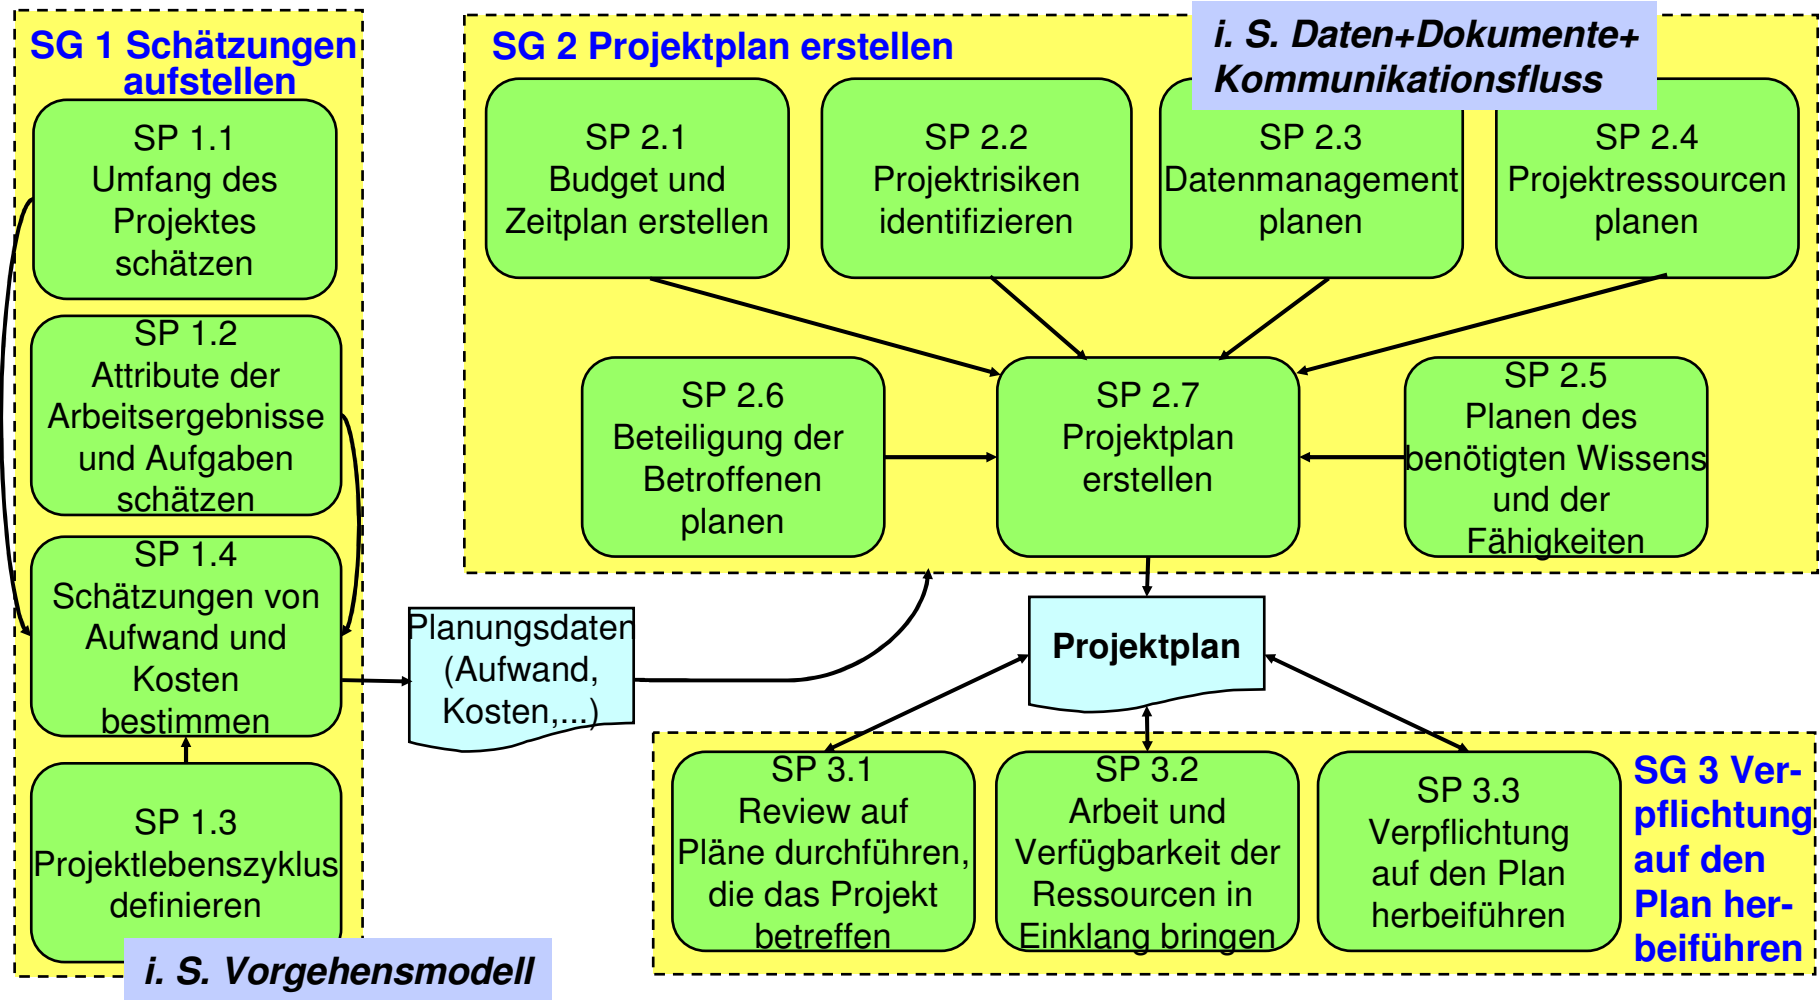 SG 1 Schätzungen
aufstellen
SP 1.1
Umfang des
Projektes
schätzen
SP 1.2
Attribute der
Arbeitsergebnisse
und Aufgaben
schätzen
SP 1.4
Schätzungen von
Aufwand und
Kosten
bestimmen
SP 1.3
Projektlebenszyklus
definieren
i. S. Vorgehensmodell
Planungsdaten
(Aufwand,
Kosten,...)
SG 2 Projektplan erstellen
i. S. Daten+Dokumente+
Kommunikationsfluss
SP 2.1
Budget und
Zeitplan erstellen
SP 2.2
Projektrisiken
identifizieren
SP 2.3
Datenmanagement
planen
SP 2.4
Projektressourcen
planen
SP 2.6
Beteiligung der
Betroffenen
planen
SP 2.7
Projektplan
erstellen
SP 2.5
Planen des
benötigten Wissens
und der
Fähigkeiten
Projektplan
SP 3.1
Review auf
Pläne durchführen,
die das Projekt
betreffen
SP 3.2
Arbeit und
Verfügbarkeit der
Ressourcen in
Einklang bringen
SP 3.3
Verpflichtung
auf den Plan
herbeiführen
SG 3 Ver-
pflichtung
auf den
Plan her-
beiführen